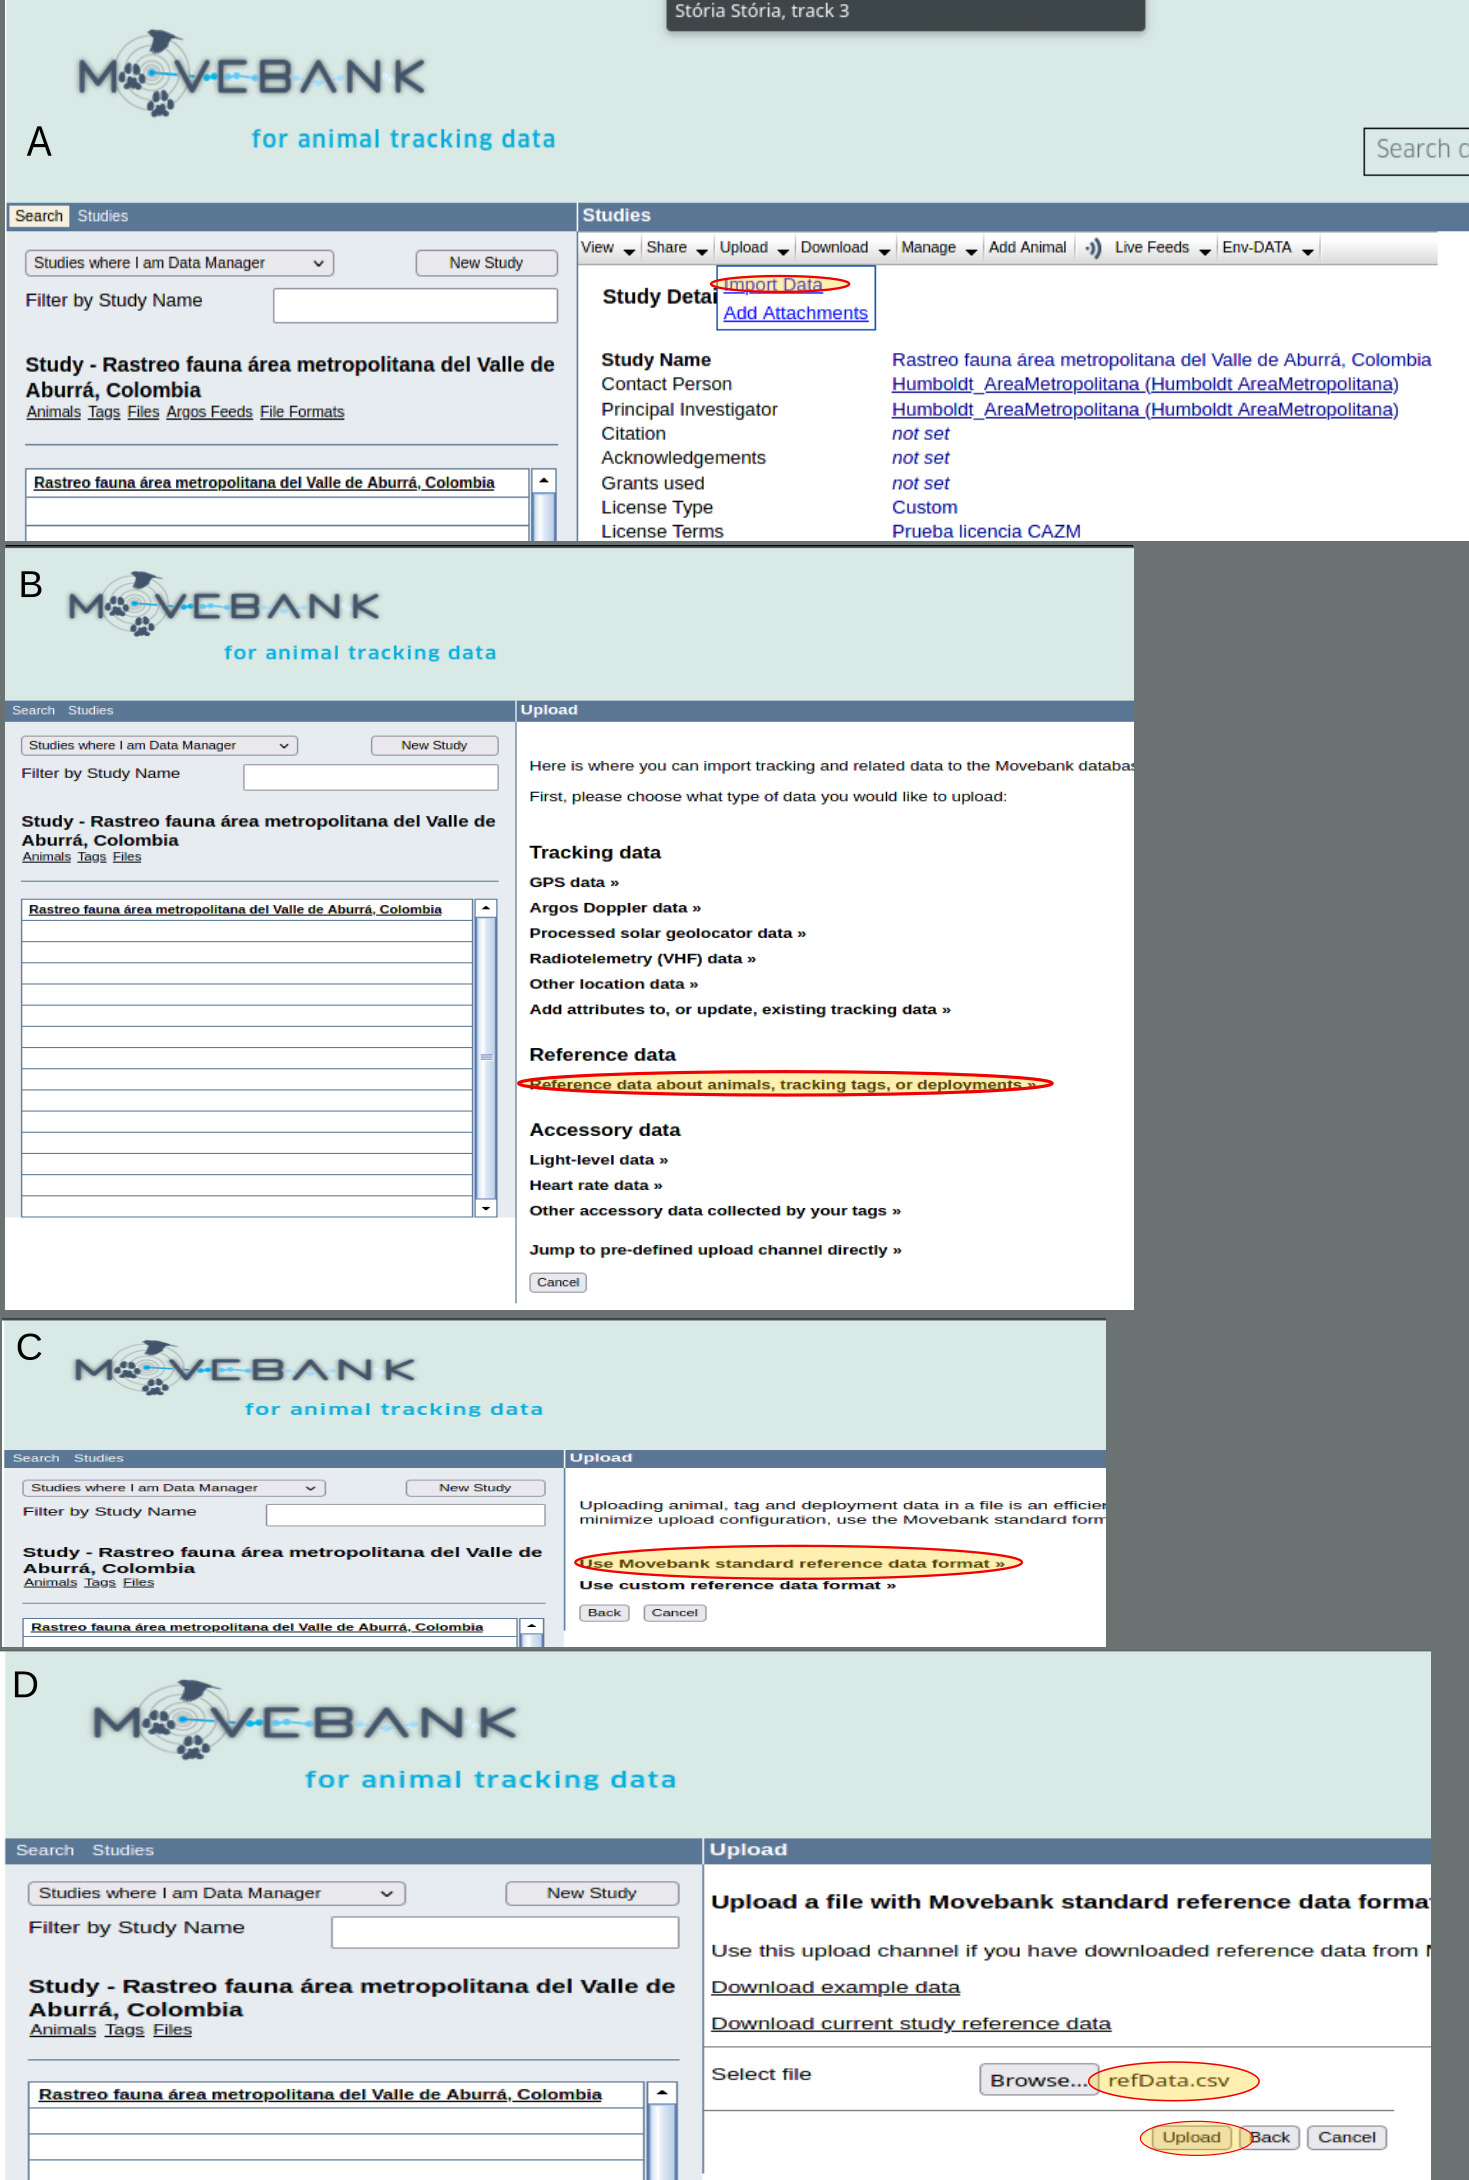 Stória Stória, track 3
MOVEBANK
for animal tracking data
A
Search
Search Studies
Studies
View Share Upload Download Manage Add Animal Live Feeds Env-DATA
Studies where I am Data Manager
New Study
Import Data
Add Attachments
Filter by Study Name
Study Detai
Study - Rastreo fauna área metropolitana del Valle de
Aburrá, Colombia
Animals Tags Files Argos Feeds File Formats
Rastreo fauna área metropolitana del Valle de Aburrá, Colombia
Study Name Rastreo fauna área metropolitana del Valle de Aburrá, Colombia
Contact Person Humboldt_AreaMetropolitana (Humboldt AreaMetropolitana)
Principal Investigator Humboldt_AreaMetropolitana (Humboldt AreaMetropolitana)
Citation not set
Acknowledgements not set
Grants used not set
License Type Custom
License Terms Prueba licencia CAZM
B
MOVEBANK
for animal tracking data
Search Studies
Studies where I am Data Manager
New Study
Filter by Study Name
Study - Rastreo fauna área metropolitana del Valle de
Aburrá, Colombia
Animals Tags Files
Rastreo fauna área metropolitana del Valle de Aburrá, Colombia
Upload
Here is where you can import tracking and related data to the Movebank databas
First, please choose what type of data you would like to upload:
Tracking data
GPS data »
Argos Doppler data »
Processed solar geolocator data »
Radiotelemetry (VHF) data »
Other location data »
Add attributes to, or update, existing tracking data »
Reference data
Reference data about animals, tracking tags, or deployments »
Accessory data
Light-level data »
Heart rate data »
Other accessory data collected by your tags »
Jump to pre-defined upload channel directly »
Cancel
C
MOVEBANK
for animal tracking data
Search Studies
Studies where I am Data Manager
New Study
Filter by Study Name
Study - Rastreo fauna área metropolitana del Valle de
Aburrá, Colombia
Animals Tags Files
Rastreo fauna área metropolitana del Valle de Aburrá, Colombia
Upload
Uploading animal, tag and deployment data in a file is an efficier
minimize upload configuration, use the Movebank standard form
Use Movebank standard reference data format »
Use custom reference data format »
Back Cancel
D
MOVEBANK
for animal tracking data
Search Studies
Studies where I am Data Manager
New Study
Filter by Study Name
Study - Rastreo fauna área metropolitana del Valle de
Aburrá, Colombia
Animals Tags Files
Rastreo fauna área metropolitana del Valle de Aburrá, Colombia
Upload
Upload a file with Movebank standard reference data forma
Use this upload channel if you have downloaded reference data from
Download example data
Download current study reference data
Select file Browse... refData.csv
Upload Back Cancel